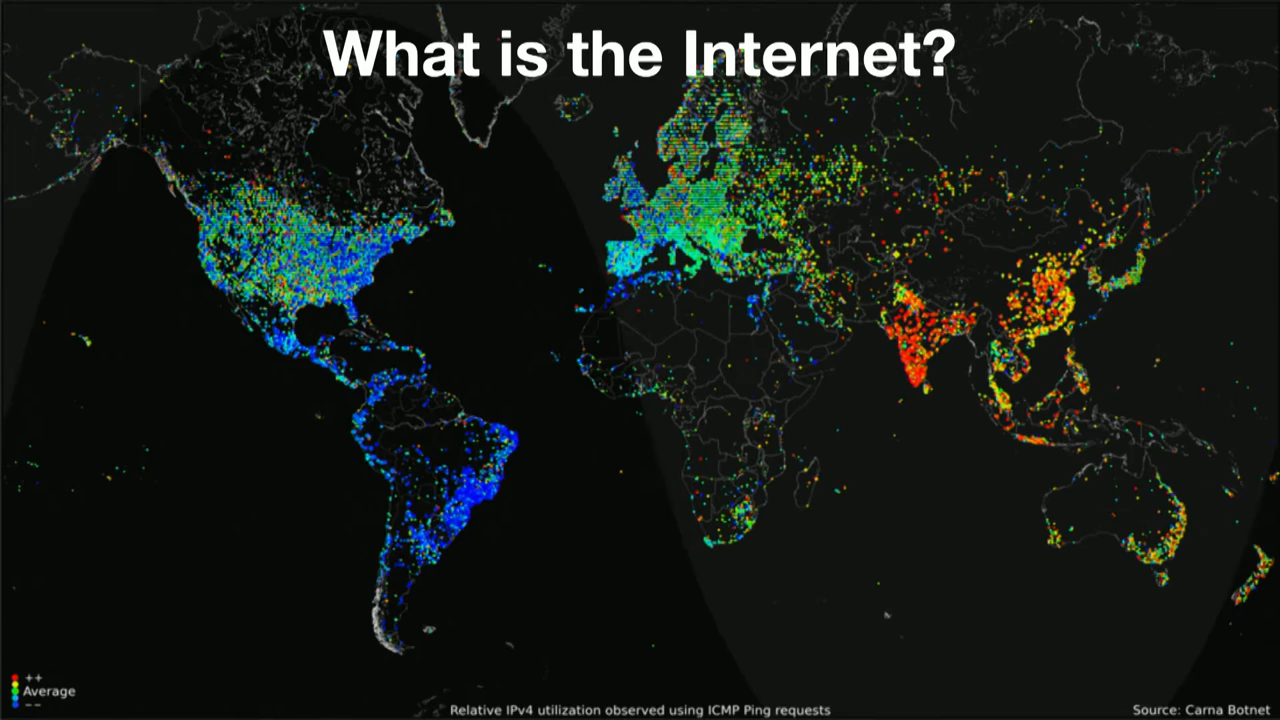 What is the Internet?
++
Average
--
Relative IPv4 utilization observed using ICMP Ping requests
Source: Carna Botnet